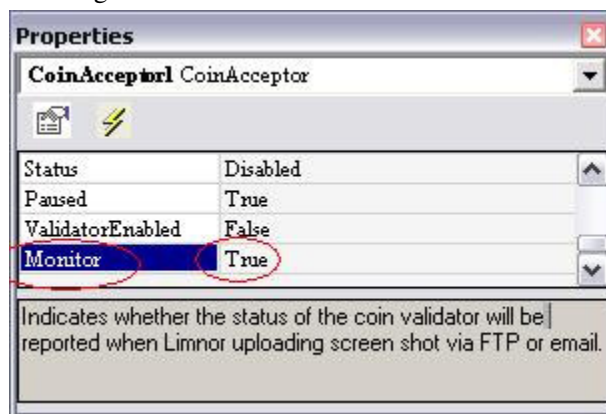 Properties
CoinAcceptor1 CoinAcceptor
Status Disabled
Paused True
ValidatorEnabled False
Monitor True
Indicates whether the status of the coin validator will be
reported when Limnor uploading screen shot via FTP or email.